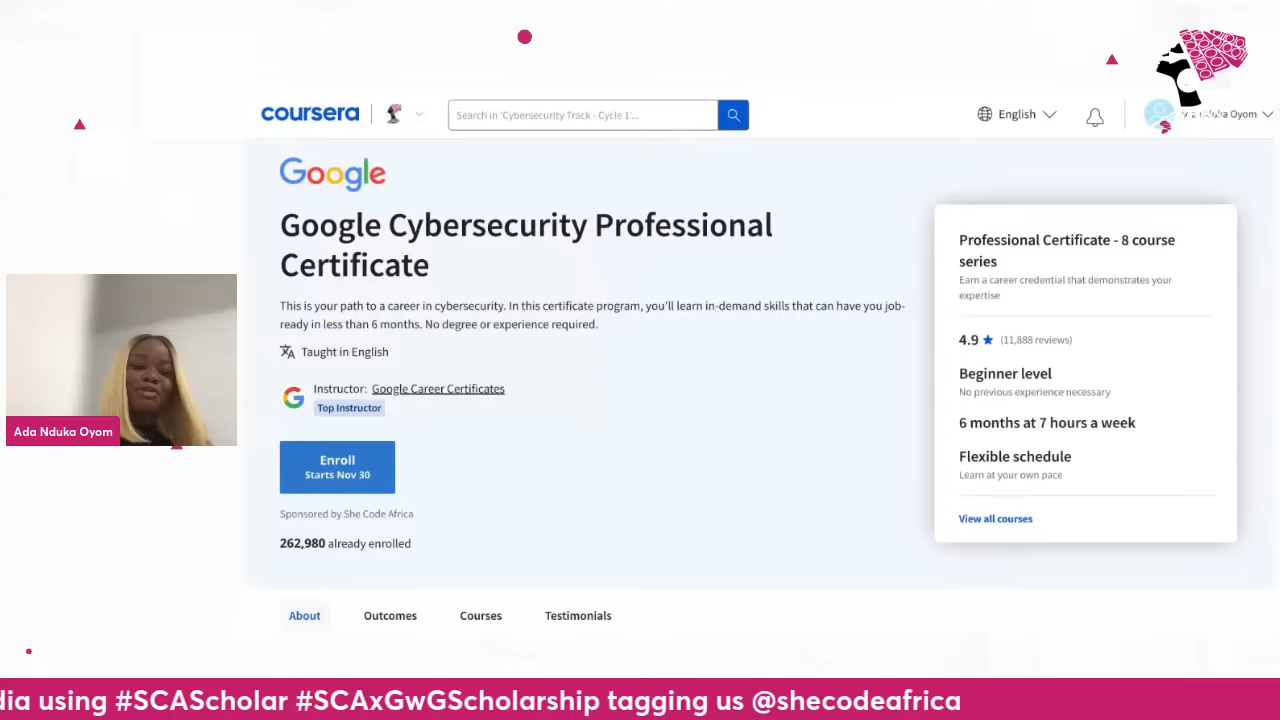 coursera
Search in 'Cybersecurity Track - Cycle 1'...
English
Nduka Oyom
Google
Google Cybersecurity Professional
Certificate
This is your path to a career in cybersecurity. In this certificate program, you'll learn in-demand skills that can have you job-
ready in less than 6 months. No degree or experience required.
Taught in English
Instructor: Google Career Certificates
Top Instructor
Enroll
Starts Nov 30
Sponsored by She Code Africa
262,980 already enrolled
Professional Certificate - 8 course
series
Earn a career credential that demonstrates your
expertise
4.9 (11,888 reviews)
Beginner level
No previous experience necessary
6 months at 7 hours a week
Flexible schedule
Learn at your own pace
View all courses
Ada Nduka Oyom
About Outcomes Courses Testimonials
using #SCAScholar #SCAxGwGScholarship tagging us @shecodeafrica